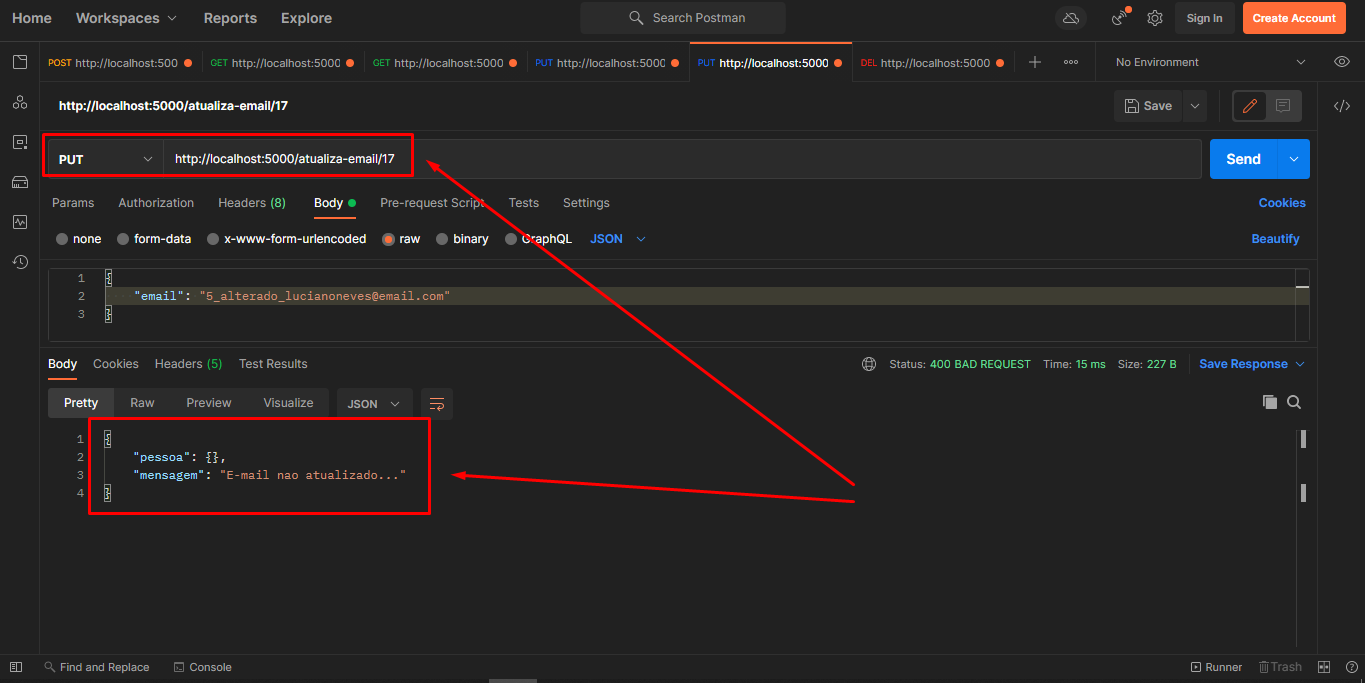 Home Workspaces Reports Explore Search Postman Sign In Create Account
POST http://localhost:500 GET http://localhost:500 GET http://localhost:5000 PUT http://localhost:500 PUT http://localhost:500 DEL http://localhost:5000 No Environment
http://localhost:5000/atualiza-email/17 Save
PUT http://localhost:5000/atualiza-email/17 Send
Params Authorization Headers (8) Body Pre-request Script Tests Settings Cookies
none form-data x-www-form-urlencoded raw binary GraphQL JSON Beautify
1 {
2 "email": "5_alterado_lucianoneves@email.com"
3 }
Body Cookies Headers (5) Test Results Status: 400 BAD REQUEST Time: 15 ms Size: 227 B Save Response
Pretty Raw Preview Visualize JSON
1 {
2 "pessoa": {},
3 "mensagem": "E-mail nao atualizado..."
4 }
Find and Replace Console Runner Trash